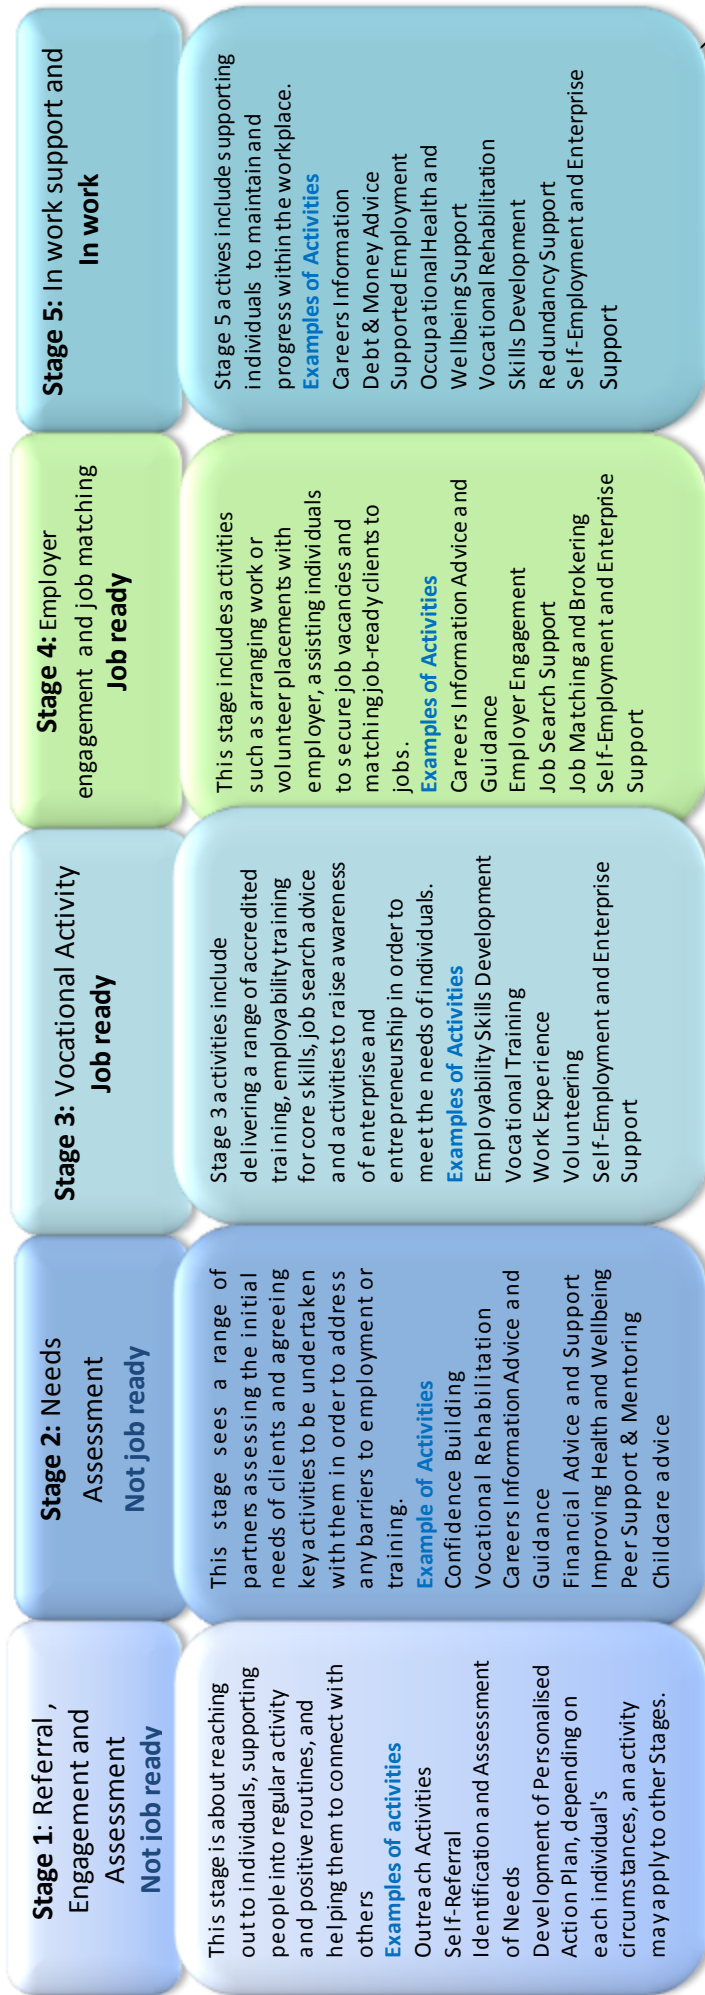 Stage 1: Referral ,
Engagement and
Assessment
Not job ready
This stage is about reaching
out to individuals, supporting
people into regular activity
and positive routines, and
helping them to connect with
others
Examples of activities
Outreach Activities
Self-Referral
Identification and Assessment
of Needs
Development of Personalised
Action Plan, depending on
each individual's
circumstances, an activity
may apply to other Stages.
Stage 2: Needs
Assessment
Not job ready
This stage sees a range of
partners assessing the initial
needs of clients and agreeing
key activities to be undertaken
with them in order to address
any barriers to employment or
training.
Example of Activities
Confidence Building
Vocational Rehabilitation
Careers Information Advice and
Guidance
Financial Advice and Support
Improving Health and Wellbeing
Peer Support & Mentoring
Childcare advice
Stage 3: Vocational Activity
Job ready
Stage 3 activities include
delivering a range of accredited
training, employability training
for core skills, job search advice
and activities to raise awareness
of enterprise and
entrepreneurship in order to
meet the needs of individuals.
Examples of Activities
Employability Skills Development
Vocational Training
Work Experience
Volunteering
Self-Employment and Enterprise
Support
Stage 4: Employer
engagement and job matching
Job ready
This stage includes activities
such as arranging work or
volunteer placements with
employer, assisting individuals
to secure job vacancies and
matching job-ready clients to
jobs.
Examples of Activities
Careers Information Advice and
Guidance
Employer Engagement
Job Search Support
Job Matching and Brokering
Self-Employment and Enterprise
Support
Stage 5: In work support and
In work
Stage 5 actives include supporting
individuals to maintain and
progress within the workplace.
Examples of Activities
Careers Information
Debt & Money Advice
Supported Employment
Occupational Health and
Wellbeing Support
Vocational Rehabilitation
Skills Development
Redundancy Support
Self-Employment and Enterprise
Support